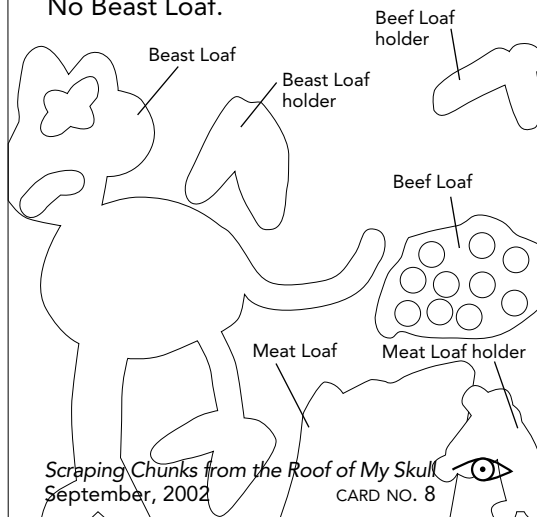 No Beast Loaf.
Beef Loaf
holder
Beast Loaf
Beast Loaf
holder
Beef Loaf
Meat Loaf
Meat Loaf holder
Scraping Chunks from the Roof of My Skull
September, 2002
CARD NO. 8